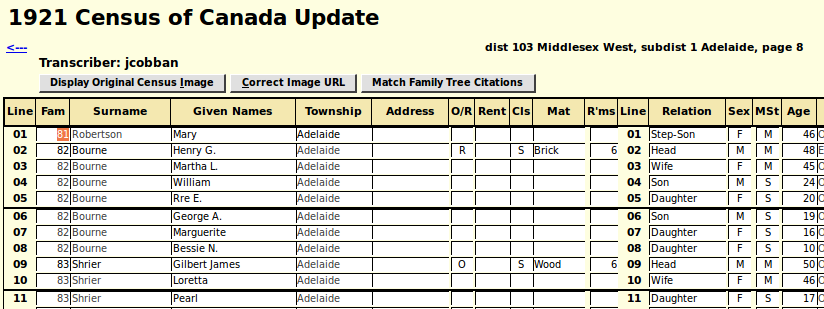 1921 Census of Canada Update
<--- dist 103 Middlesex West, subdist 1 Adelaide, page 8
Transcriber: jcobban
Display Original Census Image Correct Image URL Match Family Tree Citations
Line Fam Surname Given Names Township Address O/R Rent Cls Mat R'ms Line Relation Sex MSt Age
01 81 Robertson Mary Adelaide 01 Step-Son F M 46
02 82 Bourne Henry G. Adelaide R S Brick 6 02 Head M M 48
03 82 Bourne Martha L. Adelaide 03 Wife F M 45
04 82 Bourne William Adelaide 04 Son M S 24
05 82 Bourne Rre E. Adelaide 05 Daughter F S 20
06 82 Bourne George A. Adelaide 06 Son M S 19
07 82 Bourne Marguerite Adelaide 07 Daughter F S 16
08 82 Bourne Bessie N. Adelaide 08 Daughter F S 10
09 83 Shrier Gilbert James Adelaide O S Wood 6 09 Head M M 50
10 83 Shrier Loretta Adelaide 10 Wife F M 46
11 83 Shrier Pearl Adelaide 11 Daughter F S 17